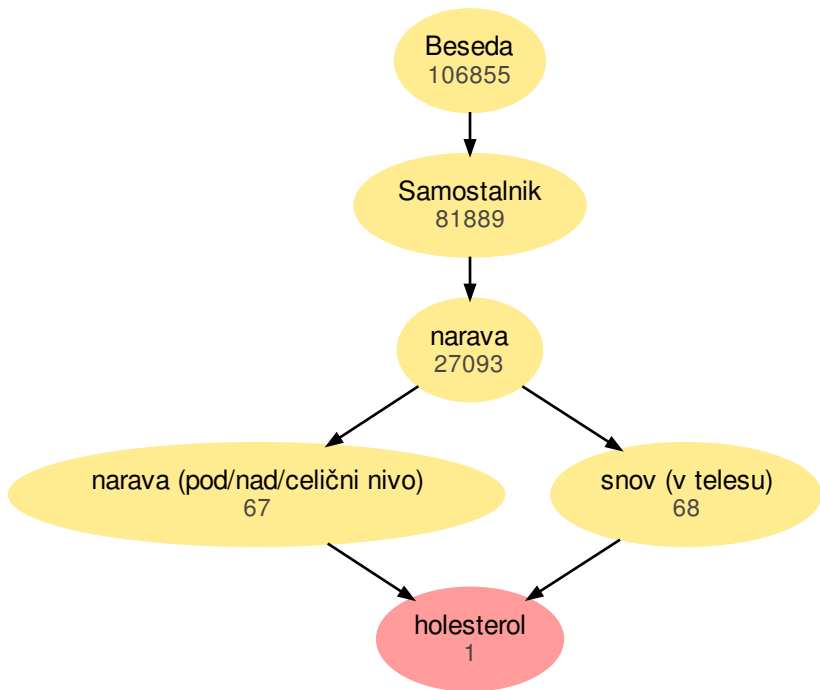 Beseda
106855
Samostalnik
81889
narava
27093
narava (pod/nad/celični nivo)
67
snov (v telesu)
68
holesterol
1